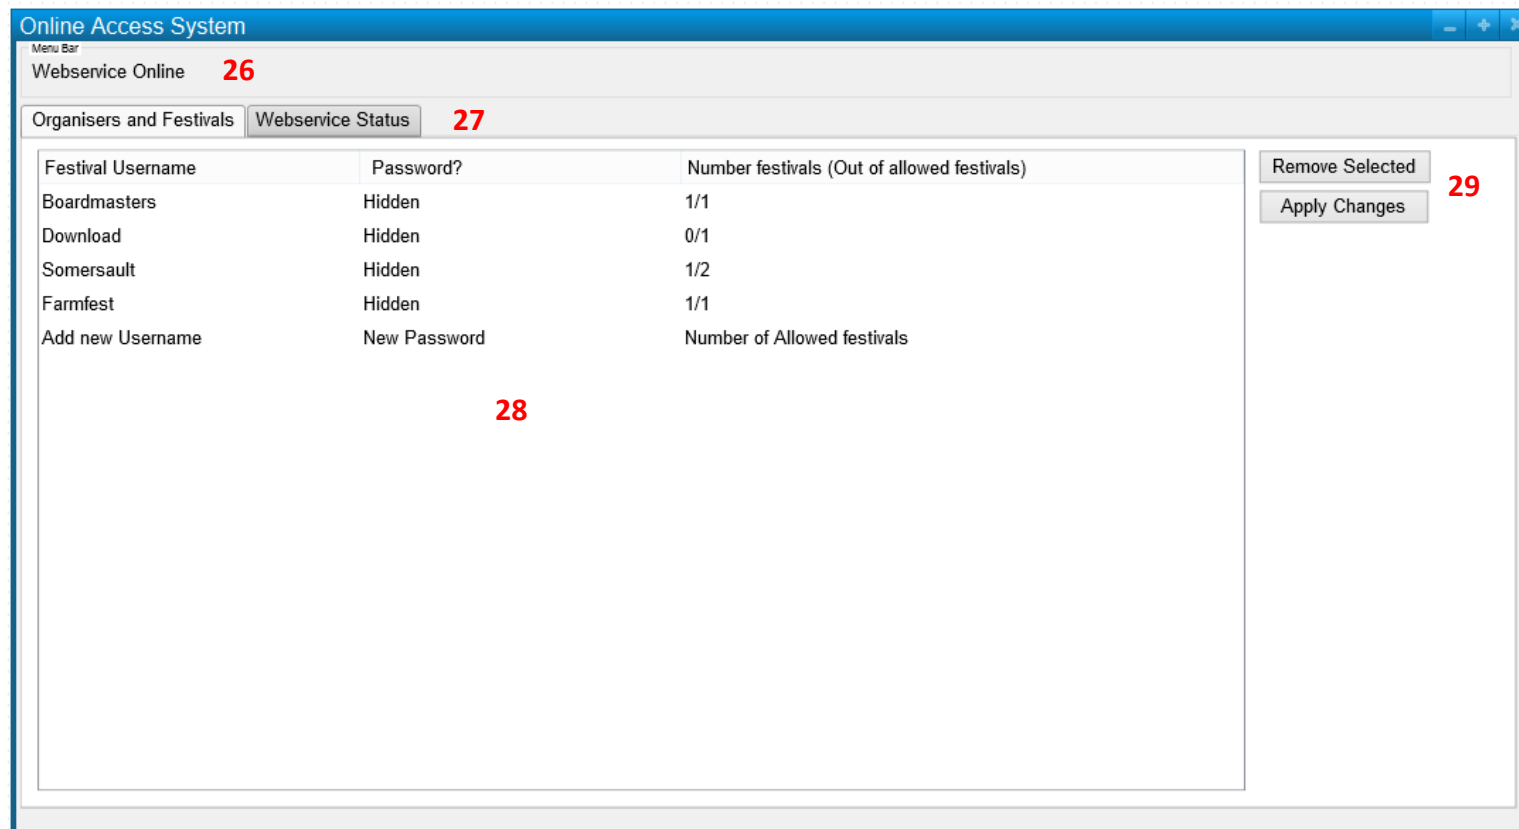 Online Access System
Menu Bar
Webservice Online 26
Organisers and Festivals Webservice Status 27
Festival Username Password? Number festivals (Out of allowed festivals) Remove Selected
29
Boardmasters Hidden 1/1 Apply Changes
Download Hidden 0/1
Somersault Hidden 1/2
Farmfest Hidden 1/1
Add new Username New Password Number of Allowed festivals
28